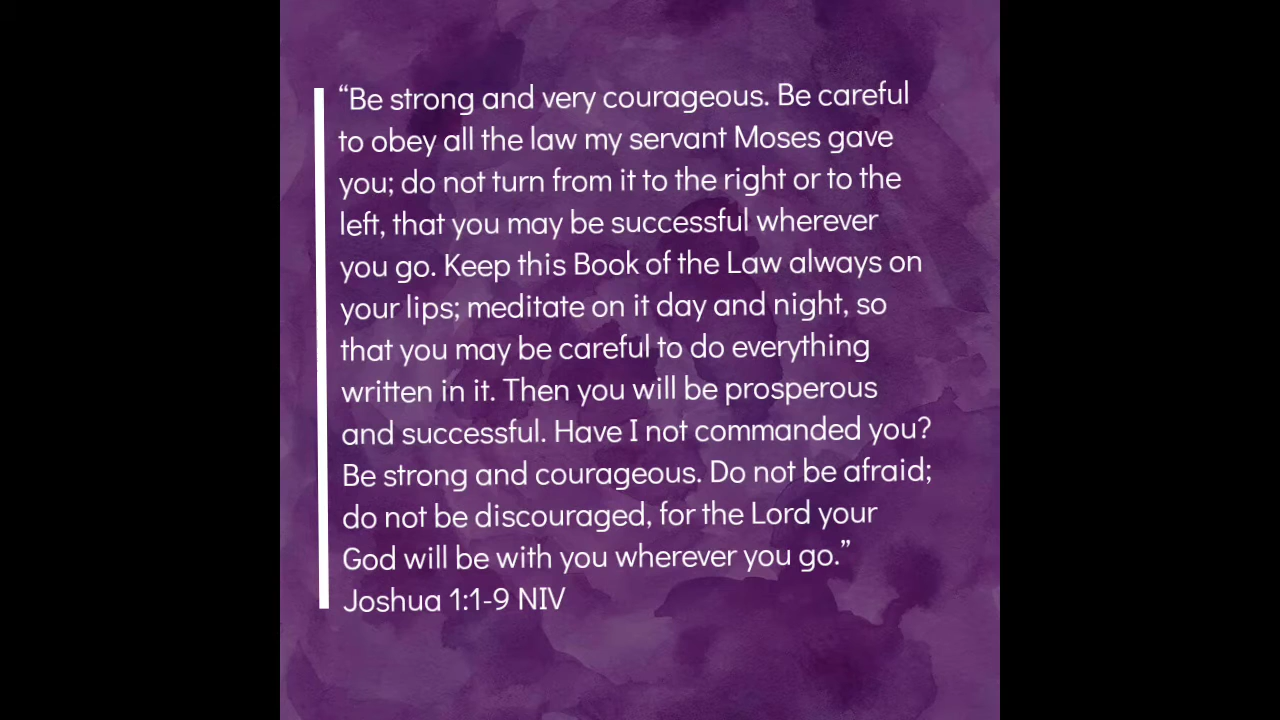 “Be strong and very courageous. Be careful
to obey all the law my servant Moses gave
you; do not turn from it to the right or to the
left, that you may be successful wherever
you go. Keep this Book of the Law always on
your lips; meditate on it day and night, so
that you may be careful to do everything
written in it. Then you will be prosperous
and successful. Have I not commanded you?
Be strong and courageous. Do not be afraid;
do not be discouraged, for the Lord your
God will be with you wherever you go.”
Joshua 1:1-9 NIV